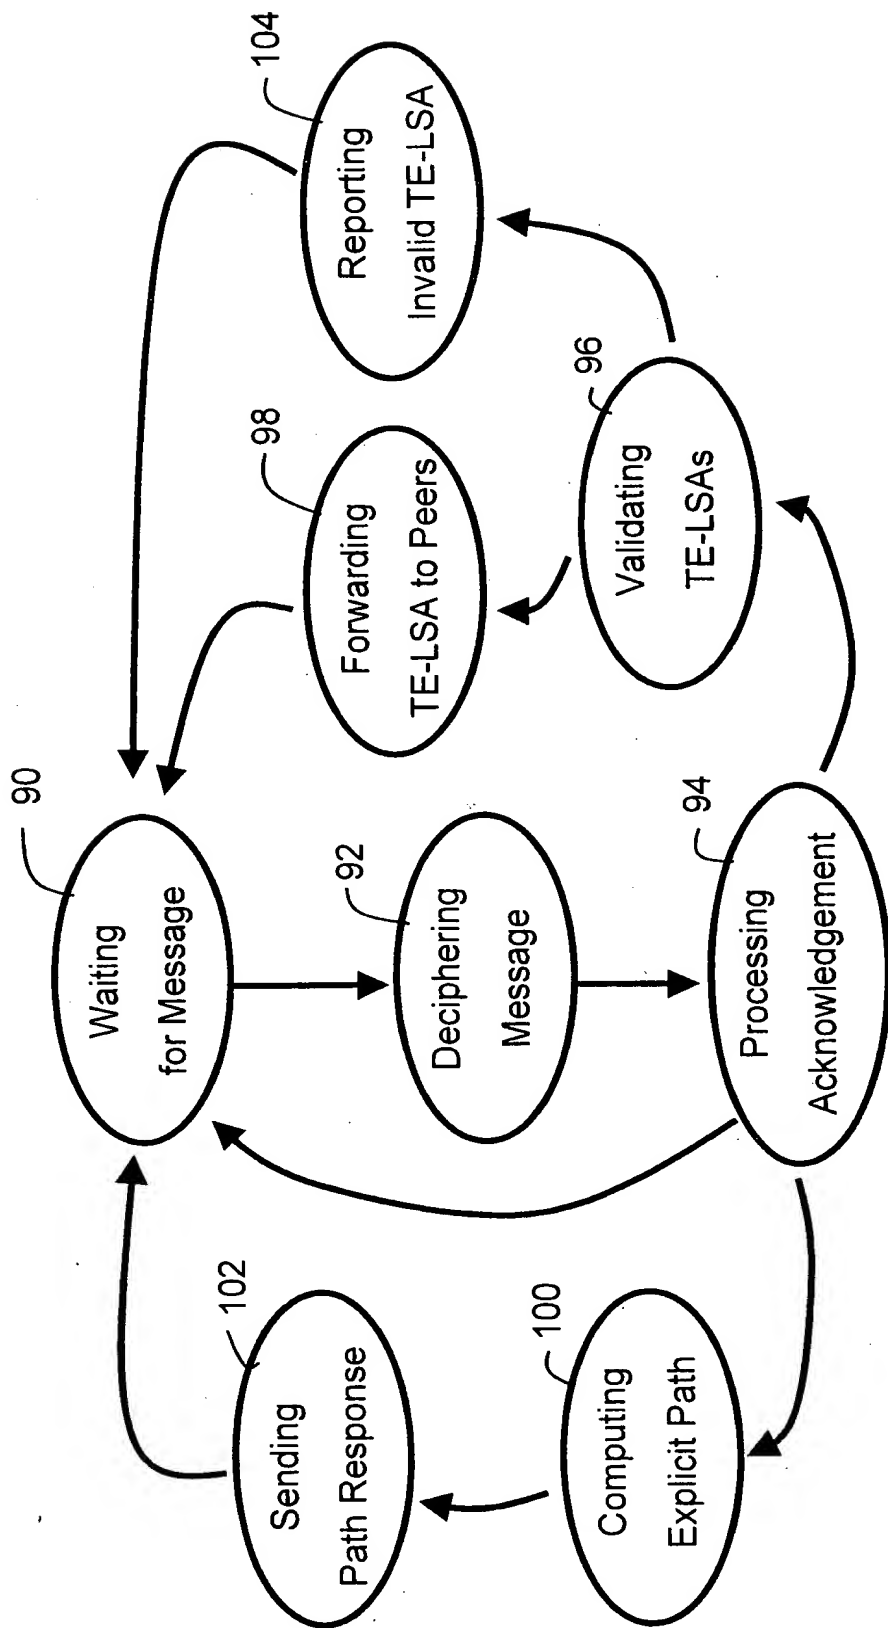 90
Waiting
for Message
92
Deciphering
Message
94
Processing
Acknowledgement
96
Validating
TE-LSAs
98
Forwarding
TE-LSA to Peers
104
Reporting
Invalid TE-LSA
100
Computing
Explicit Path
102
Sending
Path Response